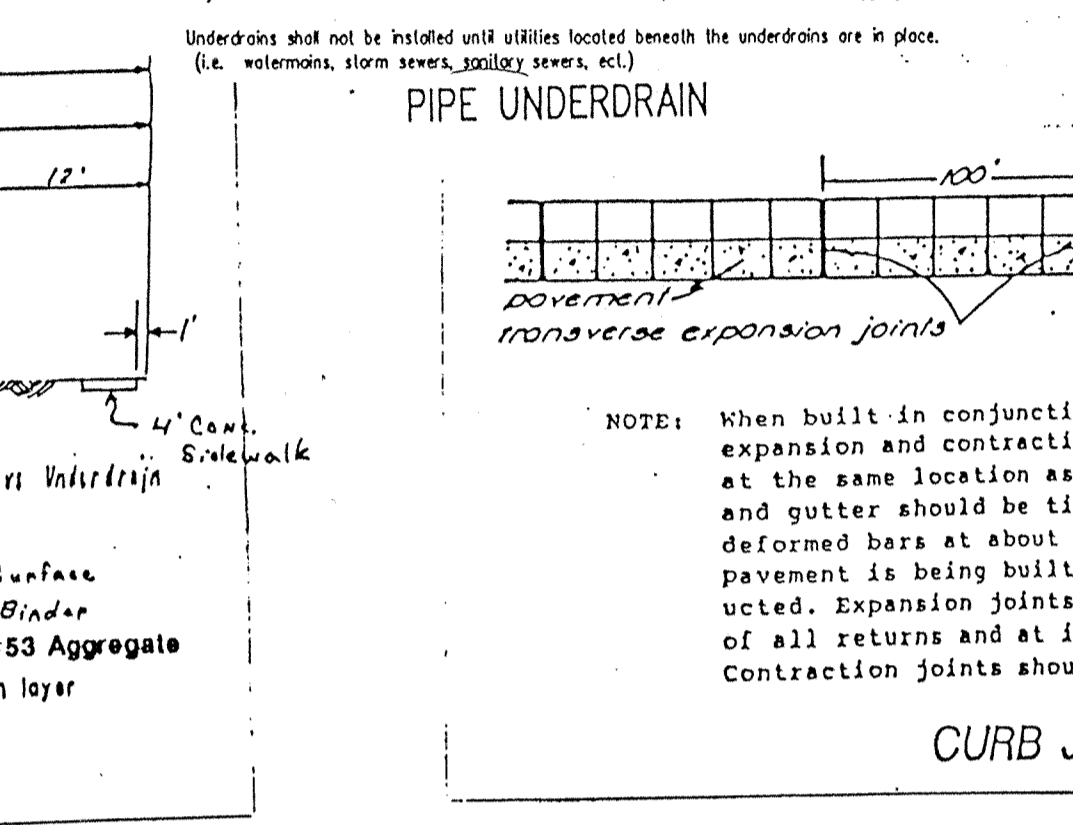 Underdrains shall not be installed until utilities located beneath the underdrains are in place.
(i.e. watermains, storm sewers, sanitary sewers, ect.)
PIPE UNDERDRAIN
12'
1'
4' Conc.
Sidewalk
Underdrain
Surface
Binder
53 Aggregate
layer
100'
pavement
transverse expansion joints
NOTE: When built in conjuncti
expansion and contracti
at the same location as
and gutter should be ti
deformed bars at about
pavement is being built
ucted. Expansion joints
of all returns and at i
Contraction joints shou
CURB J